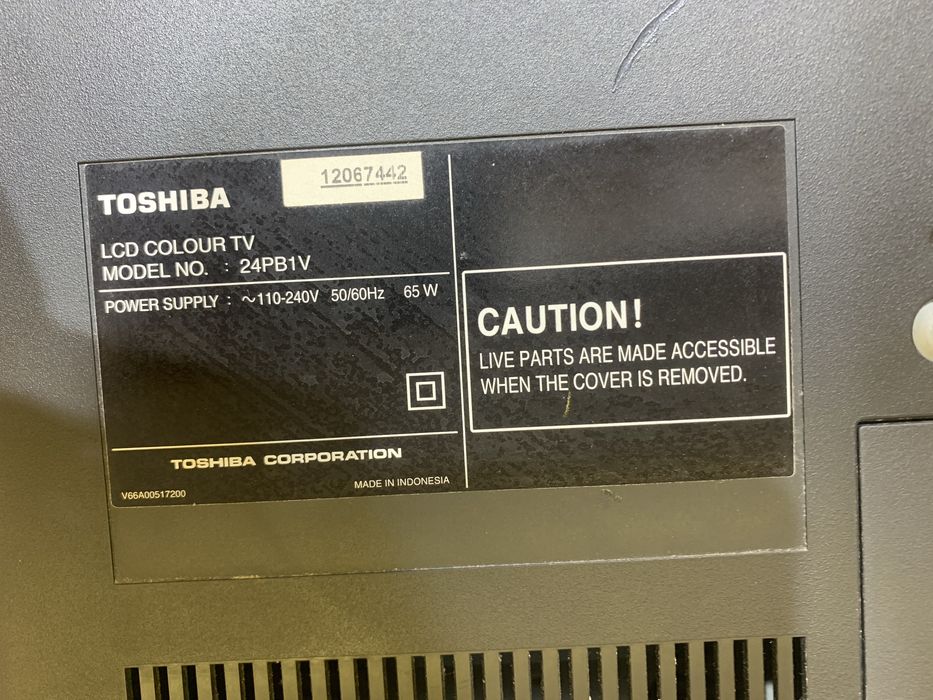 12067442
TOSHIBA
LCD COLOUR TV
MODEL NO. : 24PB1V
POWER SUPPLY : ~110-240V 50/60Hz 65 W
TOSHIBA CORPORATION
V66A00517200
MADE IN INDONESIA
CAUTION!
LIVE PARTS ARE MADE ACCESSIBLE
WHEN THE COVER IS REMOVED.